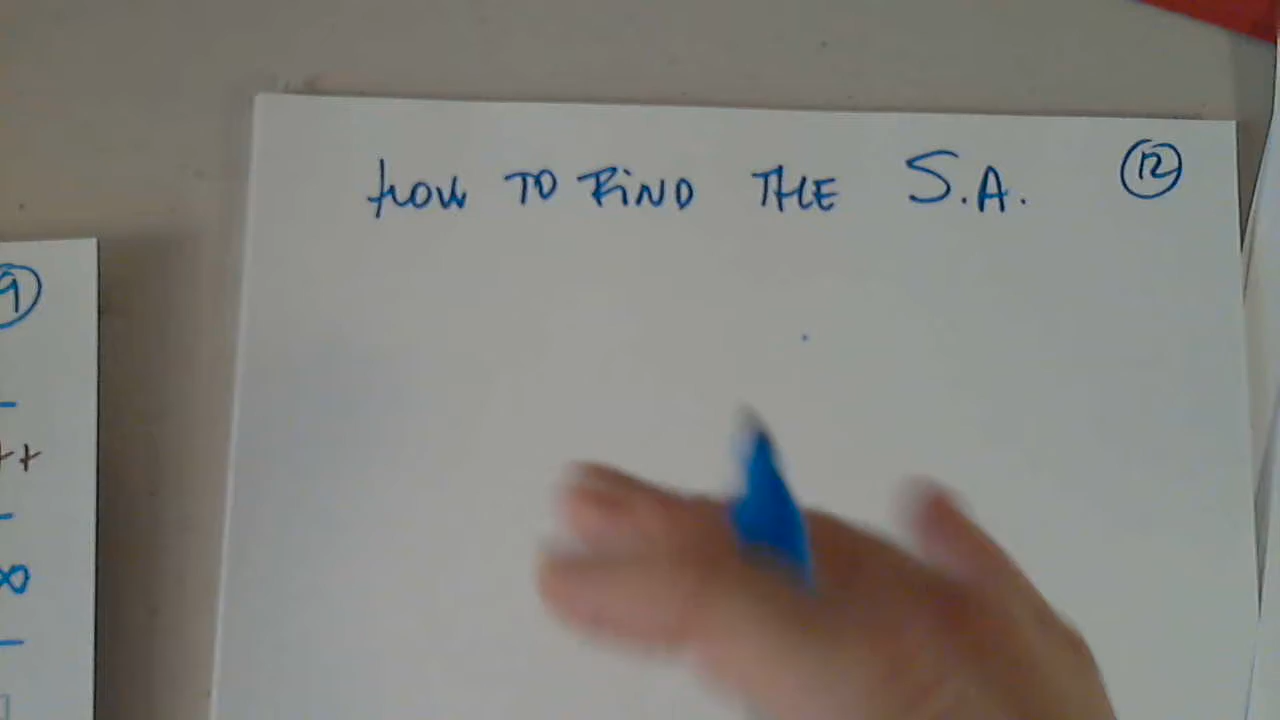 HOW TO FIND THE S.A. 12
9
++
∞